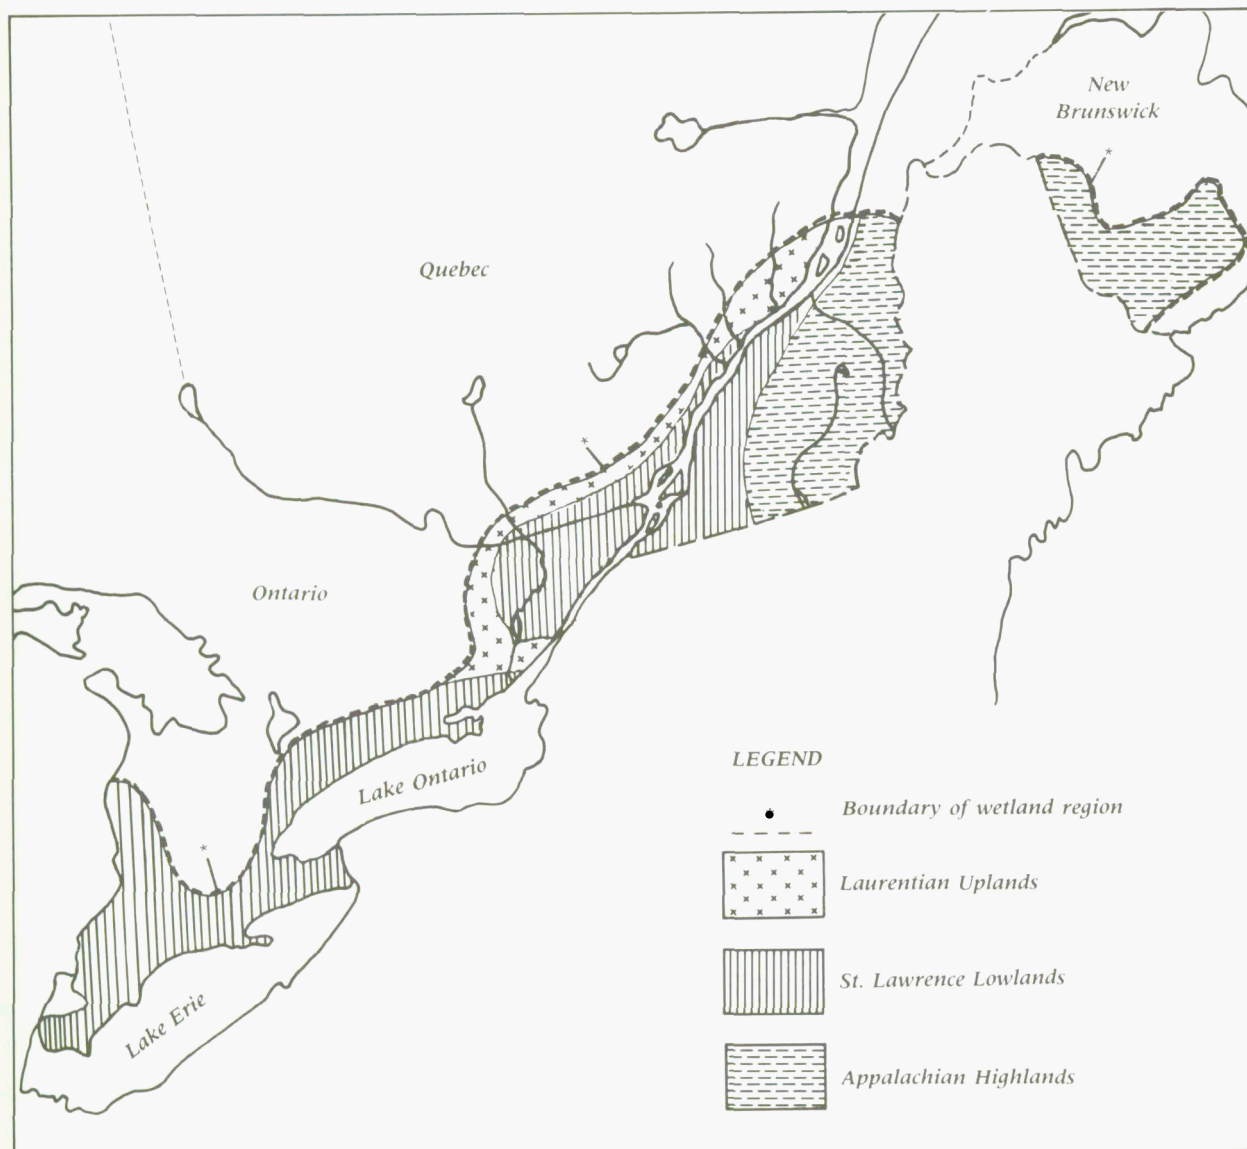 New
Brunswick
*
Quebec
*
Ontario
Lake Ontario
*
Lake Erie
LEGEND
Boundary of wetland region
Laurentian Uplands
St. Lawrence Lowlands
Appalachian Highlands